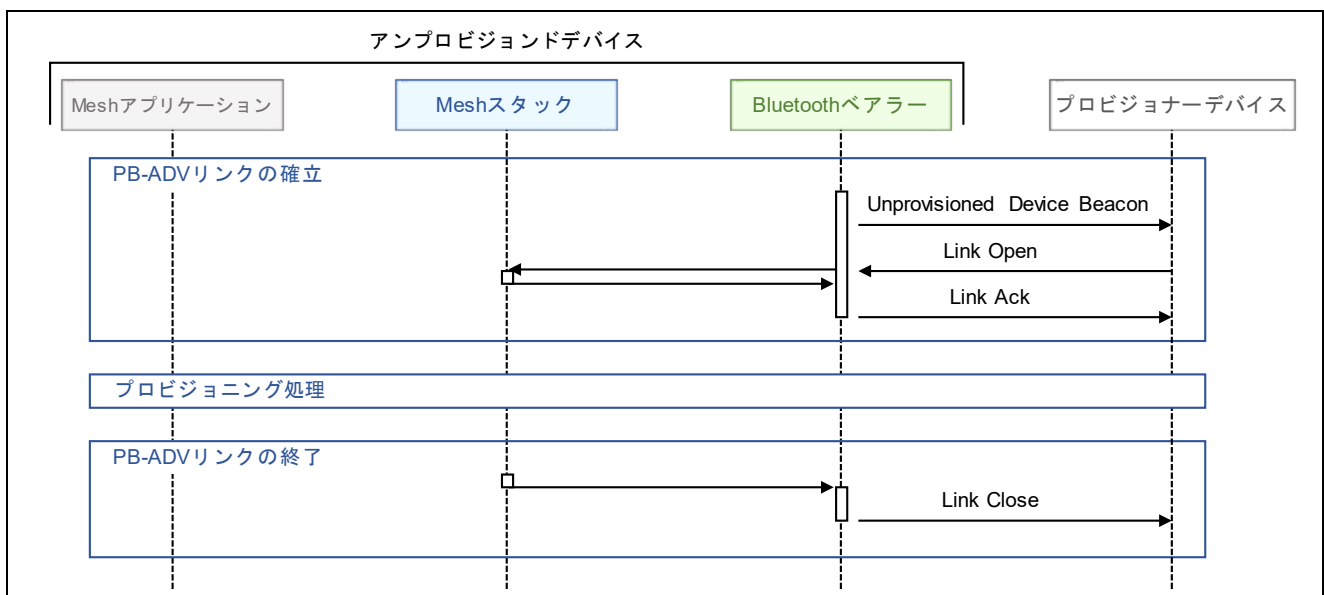 アンプロビジョンドデバイス
Meshアプリケーション
Meshスタック
Bluetoothベアラー
プロビジョナーデバイス
PB-ADVリンクの確立
Unprovisioned Device Beacon
Link Open
Link Ack
プロビジョニング処理
PB-ADVリンクの終了
Link Close